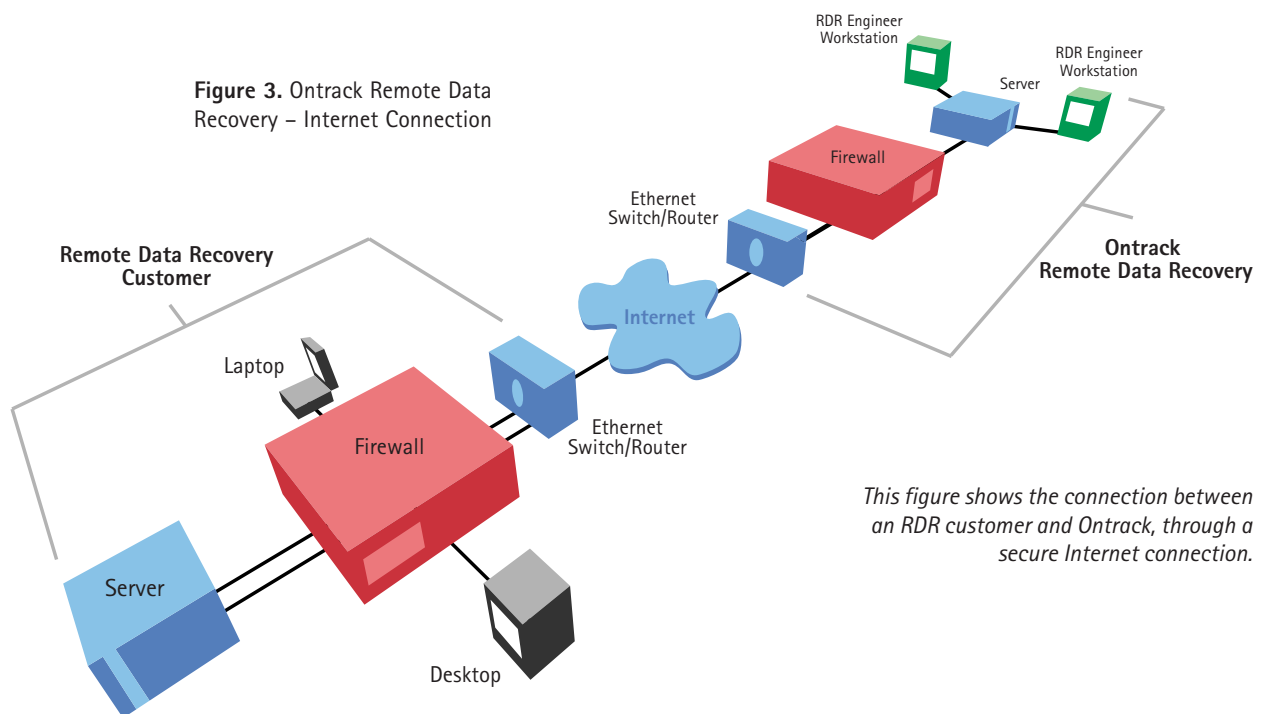 RDR Engineer
Workstation
RDR Engineer
Workstation
Server
Figure 3. Ontrack Remote Data
Recovery – Internet Connection
Firewall
Ethernet
Switch/Router
Ontrack
Remote Data Recovery
Remote Data Recovery
Customer
Internet
Laptop
Ethernet
Switch/Router
Firewall
This figure shows the connection between
an RDR customer and Ontrack, through a
secure Internet connection.
Server
Desktop